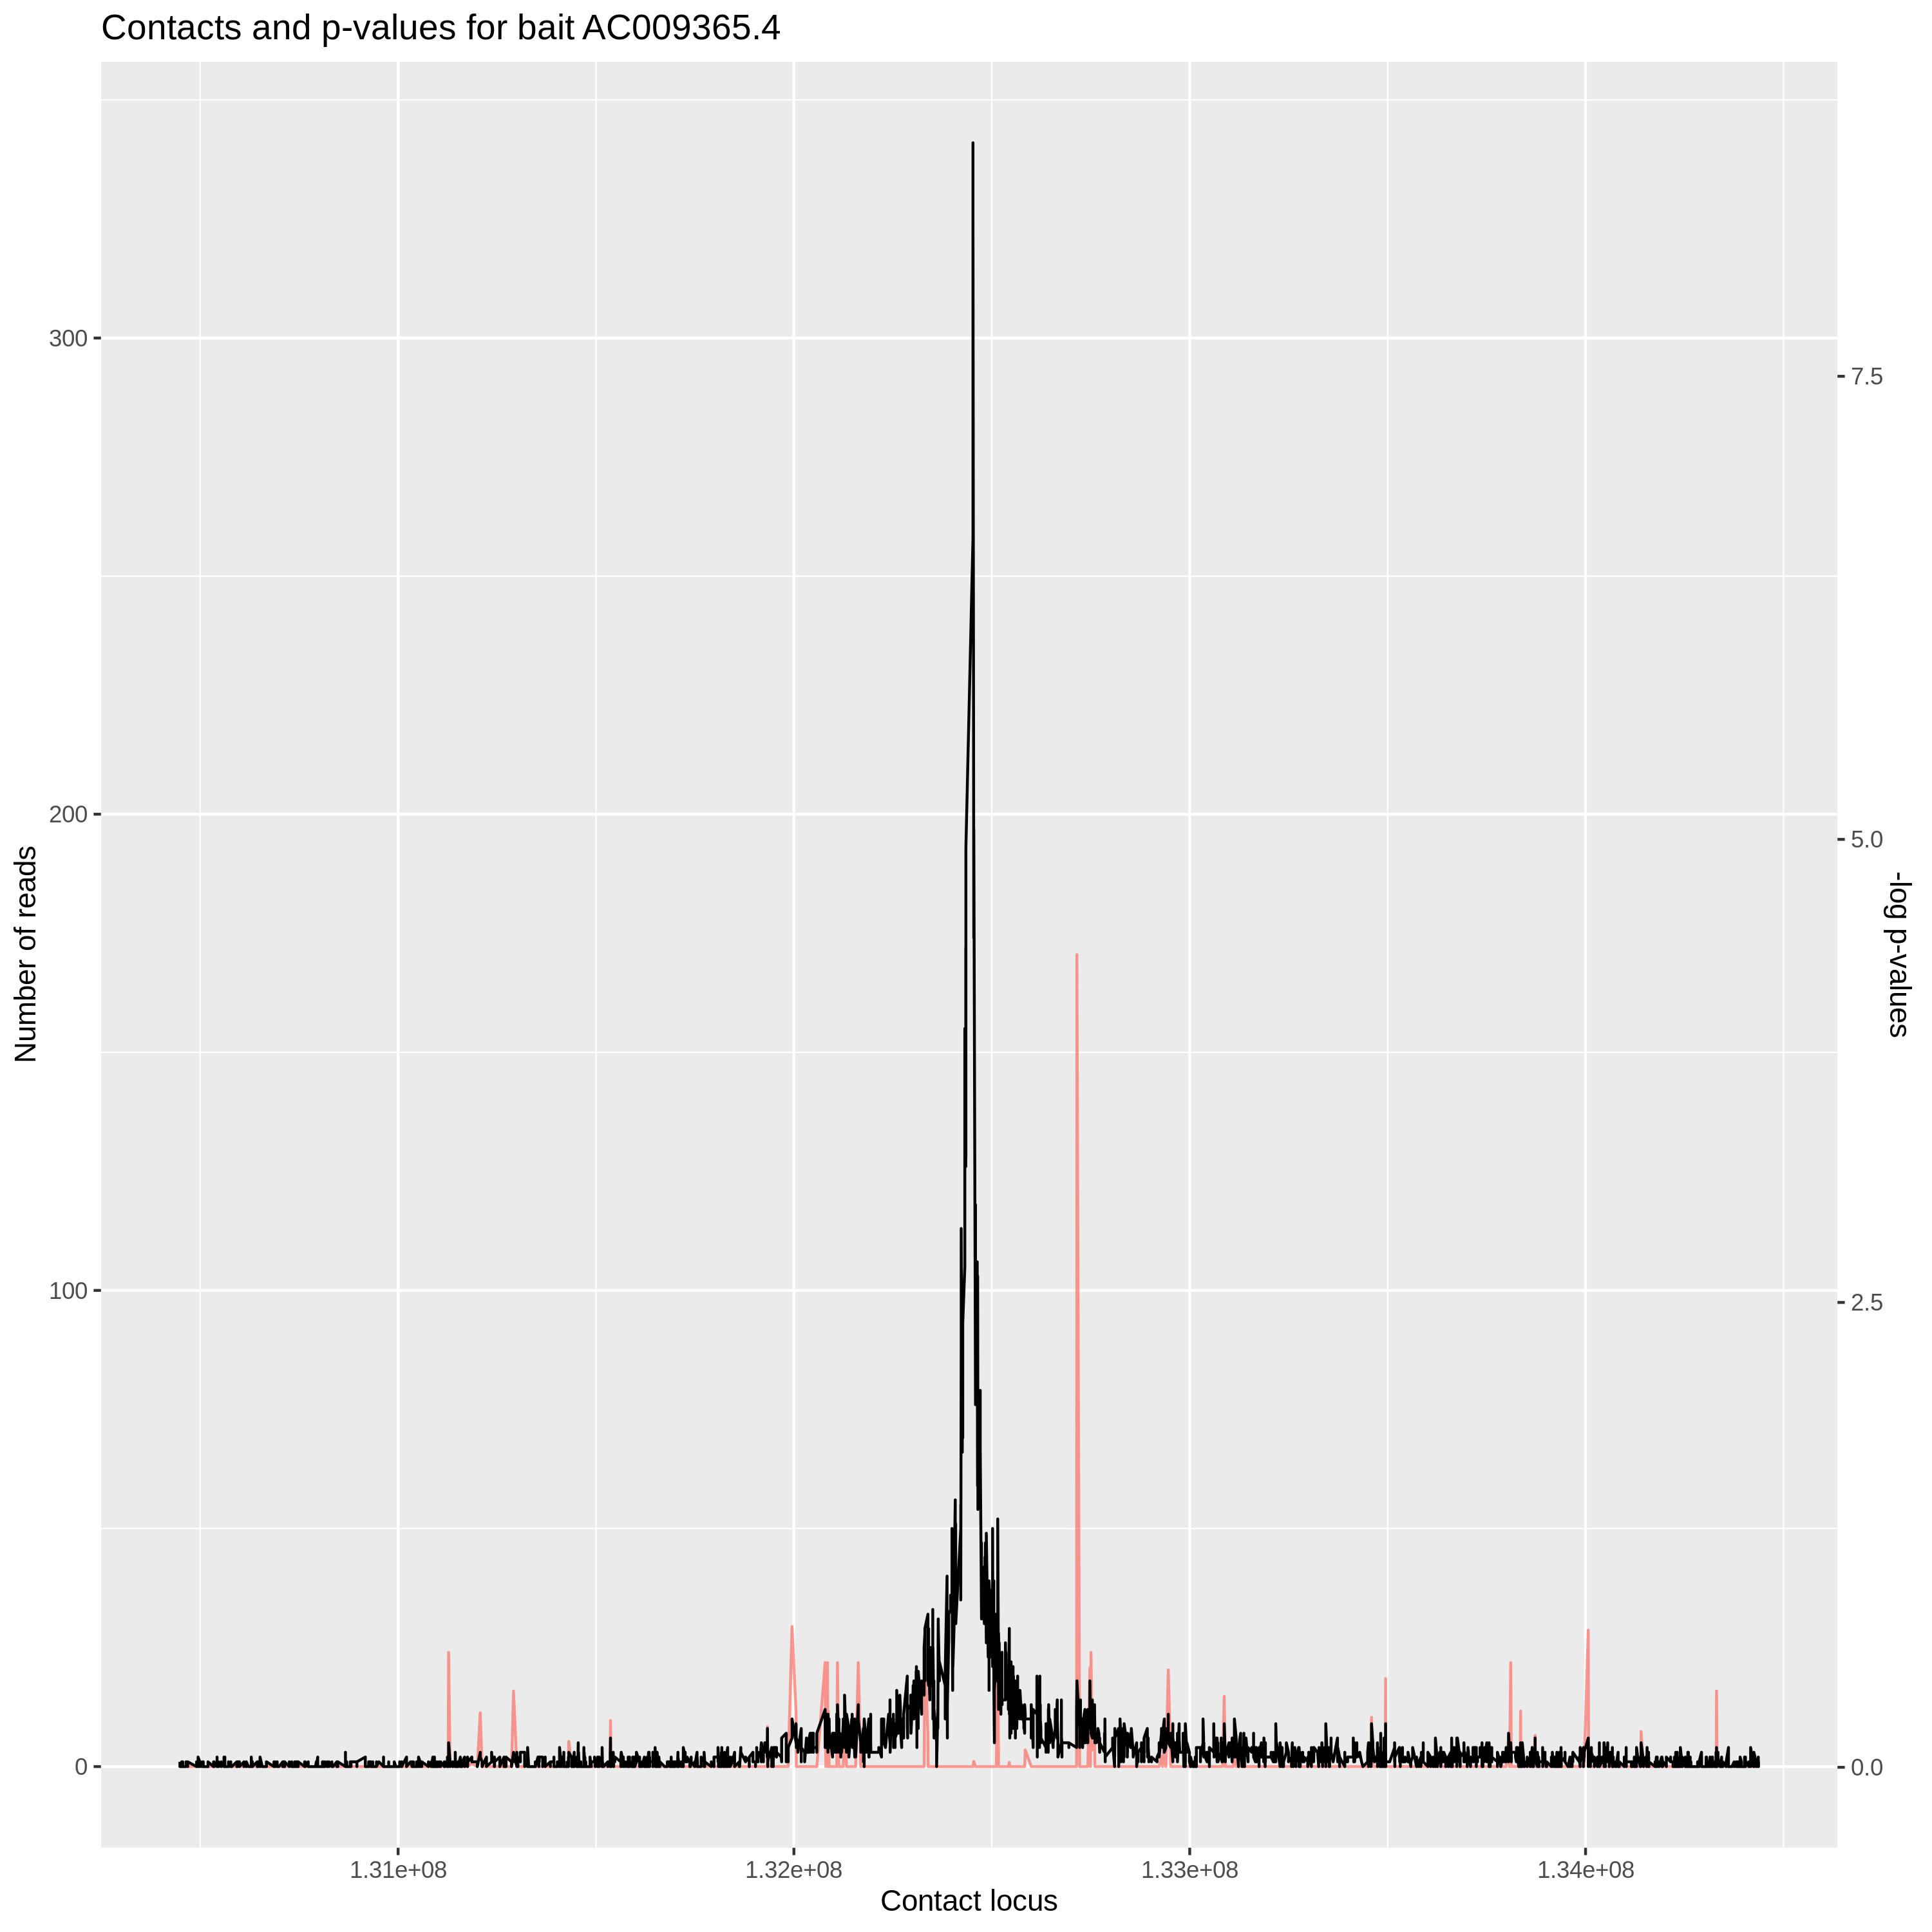 Contacts and p-values for bait AC009365.4
300
200
100
0
Number of reads
7.5
5.0
2.5
0.0
-log p-values
1.31e+08 1.32e+08 1.33e+08 1.34e+08
Contact locus